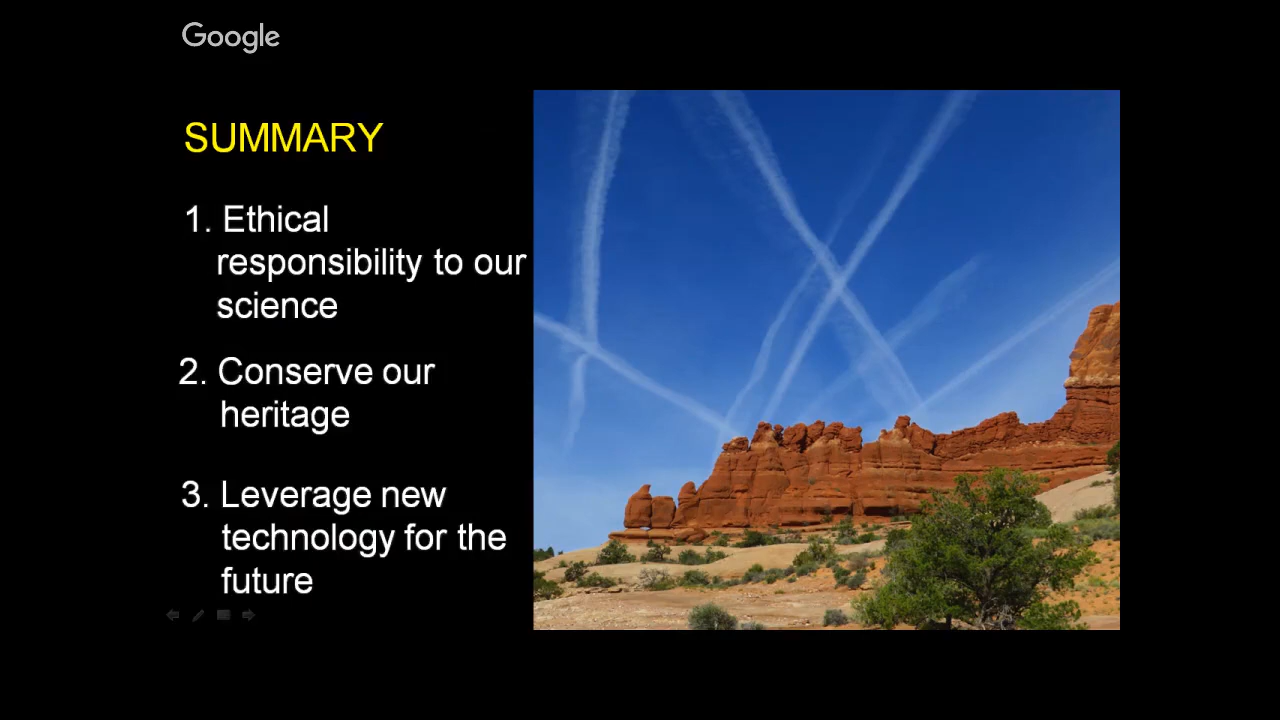 Google
SUMMARY
1. Ethical
responsibility to our
science
2. Conserve our
heritage
3. Leverage new
technology for the
future